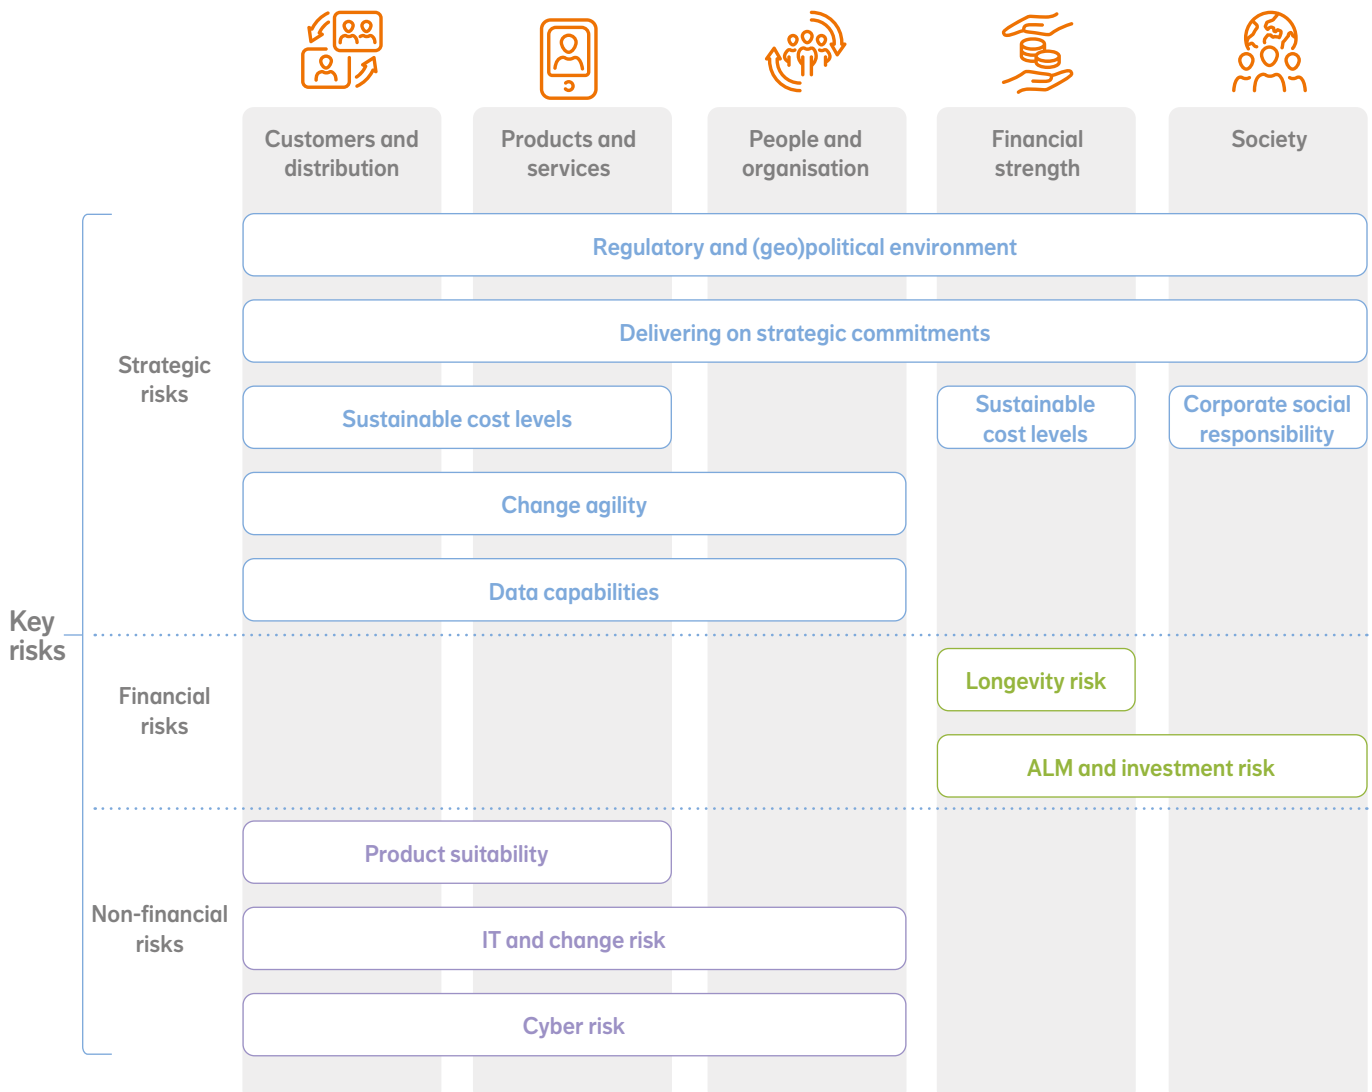 Customers and
distribution
Products and
services
People and
organisation
Financial
strength
Society
Key
risks
Strategic
risks
Regulatory and (geo)political environment
Delivering on strategic commitments
Sustainable cost levels
Sustainable
cost levels
Corporate social
responsibility
Change agility
Data capabilities
Financial
risks
Longevity risk
ALM and investment risk
Non-financial
risks
Product suitability
IT and change risk
Cyber risk